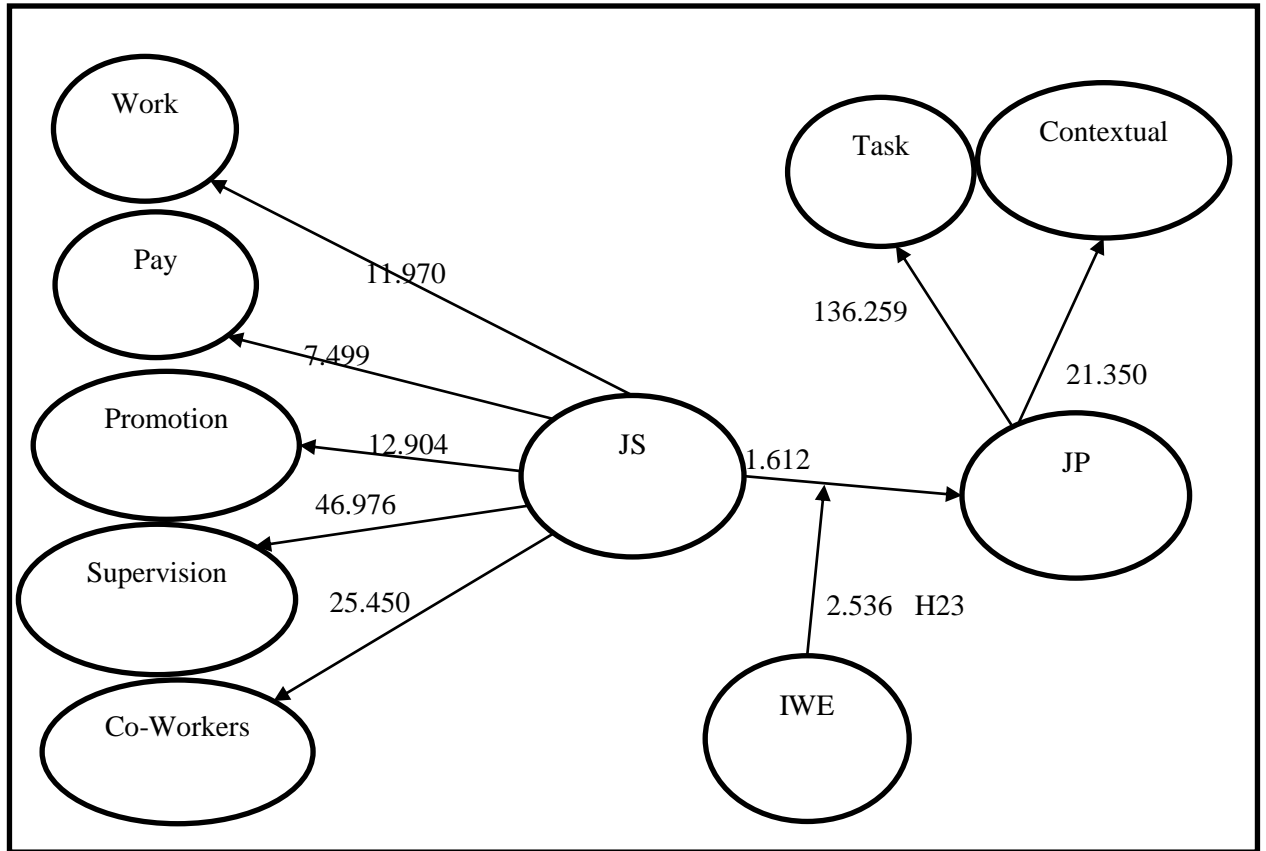 Work
Pay
Promotion
Supervision
Co-Workers
11.970
7.499
12.904
46.976
25.450
JS
1.612
2.536 H23
IWE
Task
Contextual
136.259
21.350
JP